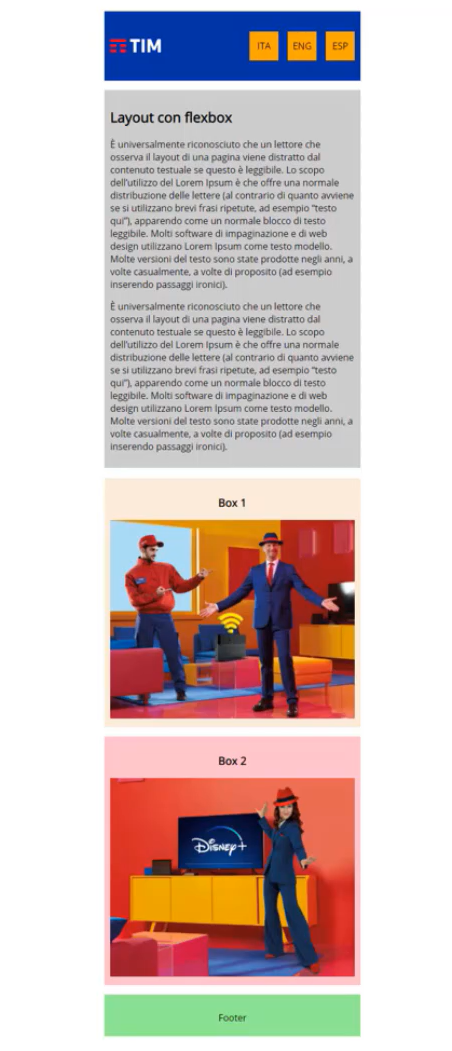 TIM
ITA ENG ESP
Layout con flexbox
È universalmente riconosciuto che un lettore che
osserva il layout di una pagina viene distratto dal
contenuto testuale se questo è leggibile. Lo scopo
dell'utilizzo del Lorem Ipsum è che offre una normale
distribuzione delle lettere (al contrario di quanto avviene
se si utilizzano brevi frasi ripetute, ad esempio “testo
qui”), apparendo come un normale blocco di testo
leggibile. Molti software di impaginazione e di web
design utilizzano Lorem Ipsum come testo modello.
Molte versioni del testo sono state prodotte negli anni, a
volte casualmente, a volte di proposito (ad esempio
inserendo passaggi ironici).
È universalmente riconosciuto che un lettore che
osserva il layout di una pagina viene distratto dal
contenuto testuale se questo è leggibile. Lo scopo
dell'utilizzo del Lorem Ipsum è che offre una normale
distribuzione delle lettere (al contrario di quanto avviene
se si utilizzano brevi frasi ripetute, ad esempio “testo
qui”), apparendo come un normale blocco di testo
leggibile. Molti software di impaginazione e di web
design utilizzano Lorem Ipsum come testo modello.
Molte versioni del testo sono state prodotte negli anni, a
volte casualmente, a volte di proposito (ad esempio
inserendo passaggi ironici).
Box 1
Box 2
Disney+
Footer